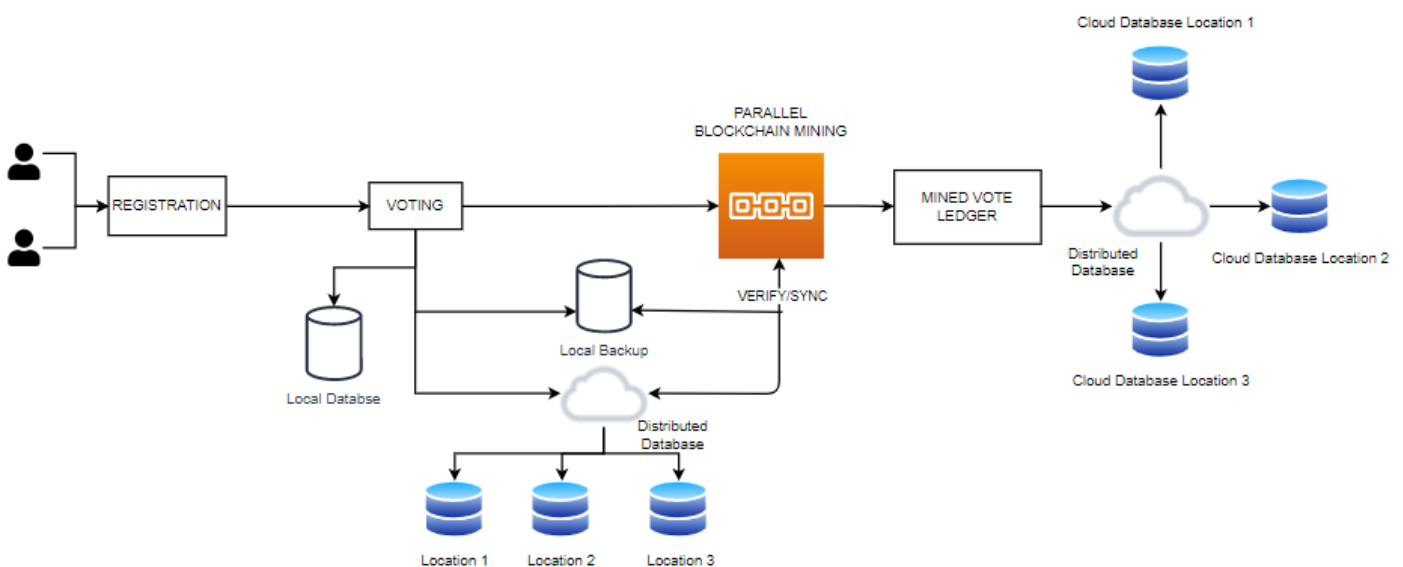 Cloud Database Location 1
PARALLEL
BLOCKCHAIN MINING
REGISTRATION
VOTING
MINED VOTE
LEDGER
Distributed
Database
Cloud Database Location 2
VERIFY/SYNC
Local Backup
Cloud Database Location 3
Local Databse
Distributed
Database
Location 1
Location 2
Location 3